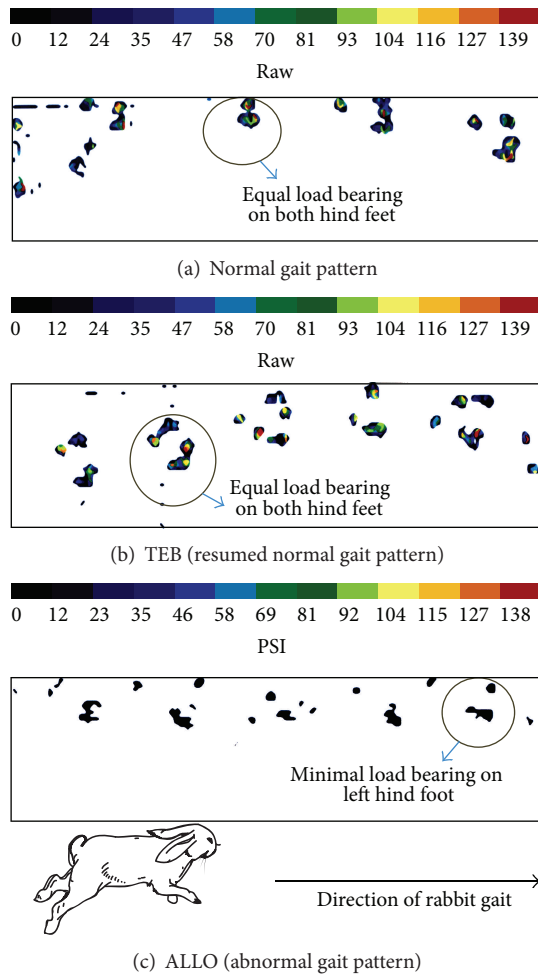 0 12 24 35 47 58 70 81 93 104 116 127 139
Raw
Equal load bearing
on both hind feet
(a) Normal gait pattern
0 12 24 35 47 58 70 81 93 104 116 127 139
Raw
Equal load bearing
on both hind feet
(b) TEB (resumed normal gait pattern)
0 12 23 35 46 58 69 81 92 104 115 127 138
PSI
Minimal load bearing on
left hind foot
Direction of rabbit gait
(c) ALLO (abnormal gait pattern)